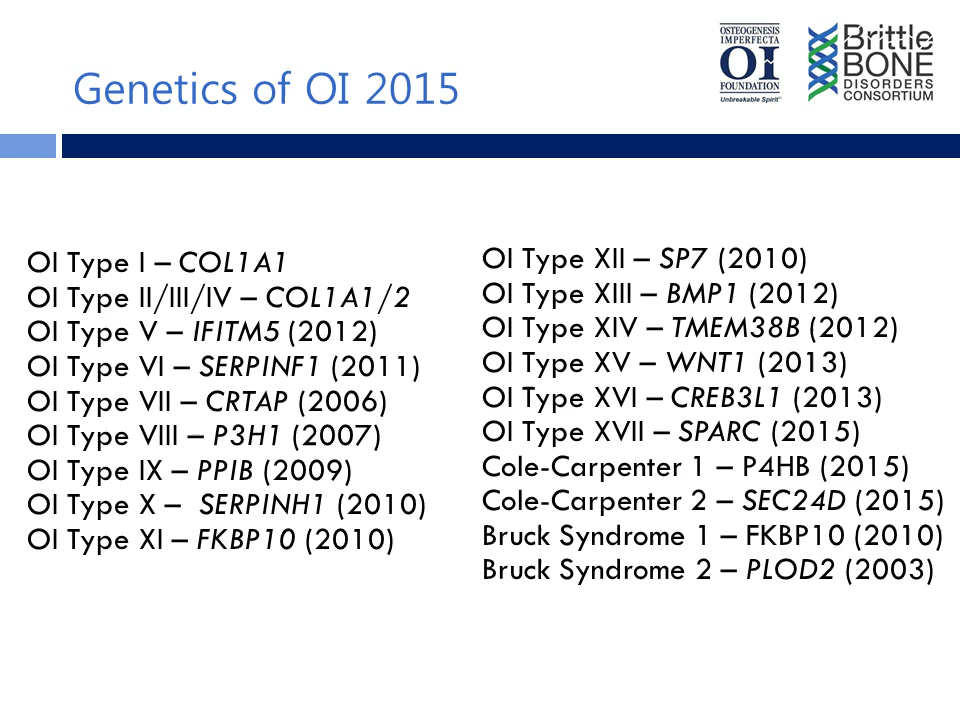 Genetics of OI 2015
OSTEOGENESIS
IMPERFECTA
OI
FOUNDATION
Unbreakable Spirit®
Brittle
BONE
DISORDERS
CONSORTIUM
OI Type I – COL1A1
OI Type II/III/IV – COL1A1/2
OI Type V – IFITM5 (2012)
OI Type VI – SERPINF1 (2011)
OI Type VII – CRTAP (2006)
OI Type VIII – P3H1 (2007)
OI Type IX – PPIB (2009)
OI Type X – SERPINH1 (2010)
OI Type XI – FKBP10 (2010)
OI Type XII – SP7 (2010)
OI Type XIII – BMP1 (2012)
OI Type XIV – TMEM38B (2012)
OI Type XV – WNT1 (2013)
OI Type XVI – CREB3L1 (2013)
OI Type XVII – SPARC (2015)
Cole-Carpenter 1 – P4HB (2015)
Cole-Carpenter 2 – SEC24D (2015)
Bruck Syndrome 1 – FKBP10 (2010)
Bruck Syndrome 2 – PLOD2 (2003)